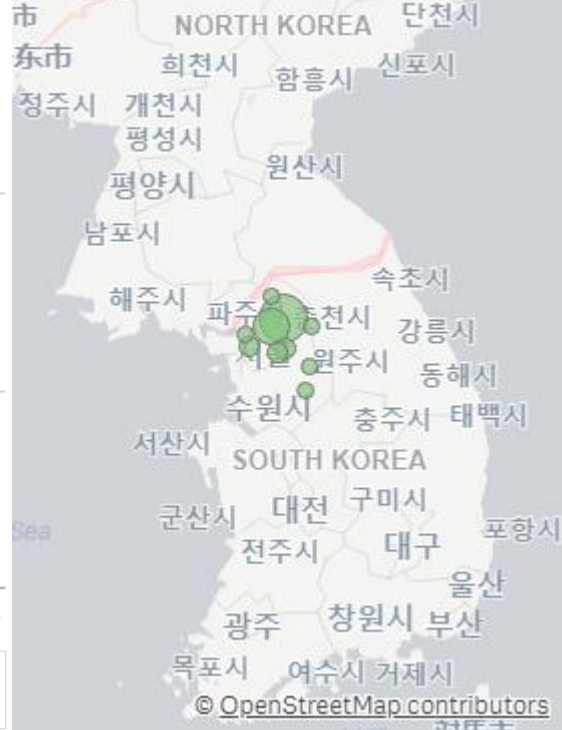 市
단천시
NORTH KOREA
东市
희천시
신포시
함흥시
정주시
개천시
평성시
원산시
평양시
남포시
속초시
해주시
파주
춘천시
강릉시
서울
원주시
동해시
수원시
충주시
태백시
서산시
SOUTH KOREA
구미시
대전
군산시
포항시
Sea
대구
전주시
울산
창원시
부산
광주
목포시
여수시
거제시
© OpenStreetMap contributors